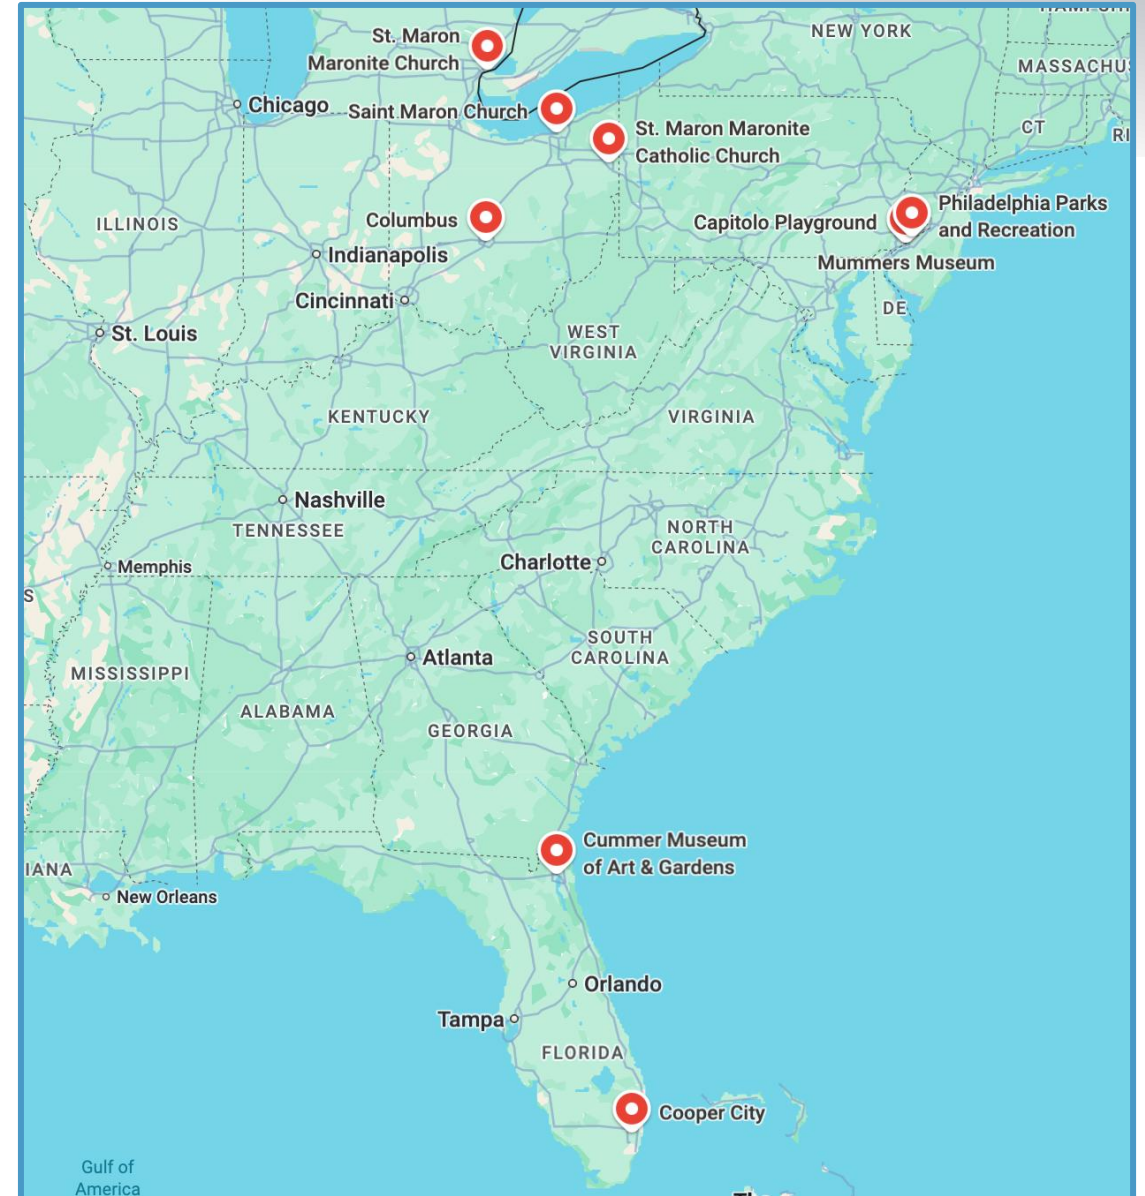 HAMPSHI
St. Maron
Maronite Church
NEW YORK
MASSACHU
Chicago
Saint Maron Church
St. Maron Maronite
Catholic Church
CT
RI
ILLINOIS
Columbus
Capitolo Playground
Philadelphia Parks
and Recreation
Indianapolis
Mummers Museum
Cincinnati
DE
St. Louis
WEST
VIRGINIA
KENTUCKY
VIRGINIA
Nashville
TENNESSEE
NORTH
CAROLINA
Charlotte
Memphis
S
SOUTH
CAROLINA
Atlanta
MISSISSIPPI
ALABAMA
GEORGIA
Cummer Museum
of Art & Gardens
IANA
New Orleans
Orlando
Tampa
FLORIDA
Cooper City
Gulf of
America